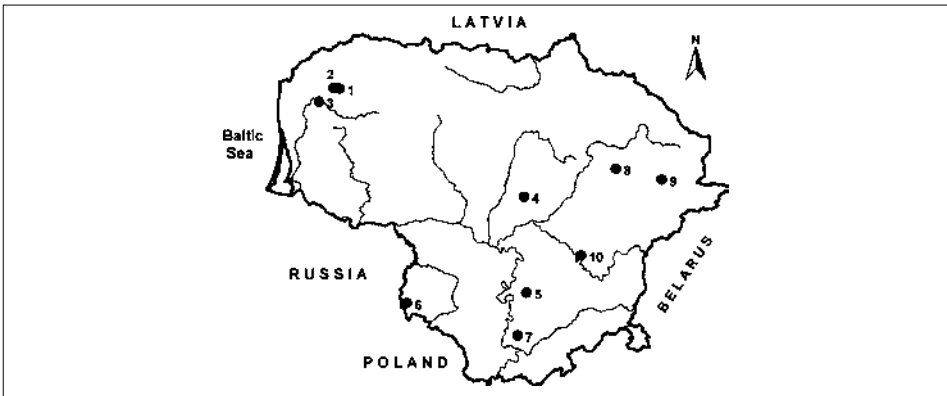 LATVIA
N
2
1
3
Baltic
Sea
8
9
4
10
BELARUS
RUSSIA
5
6
7
POLAND